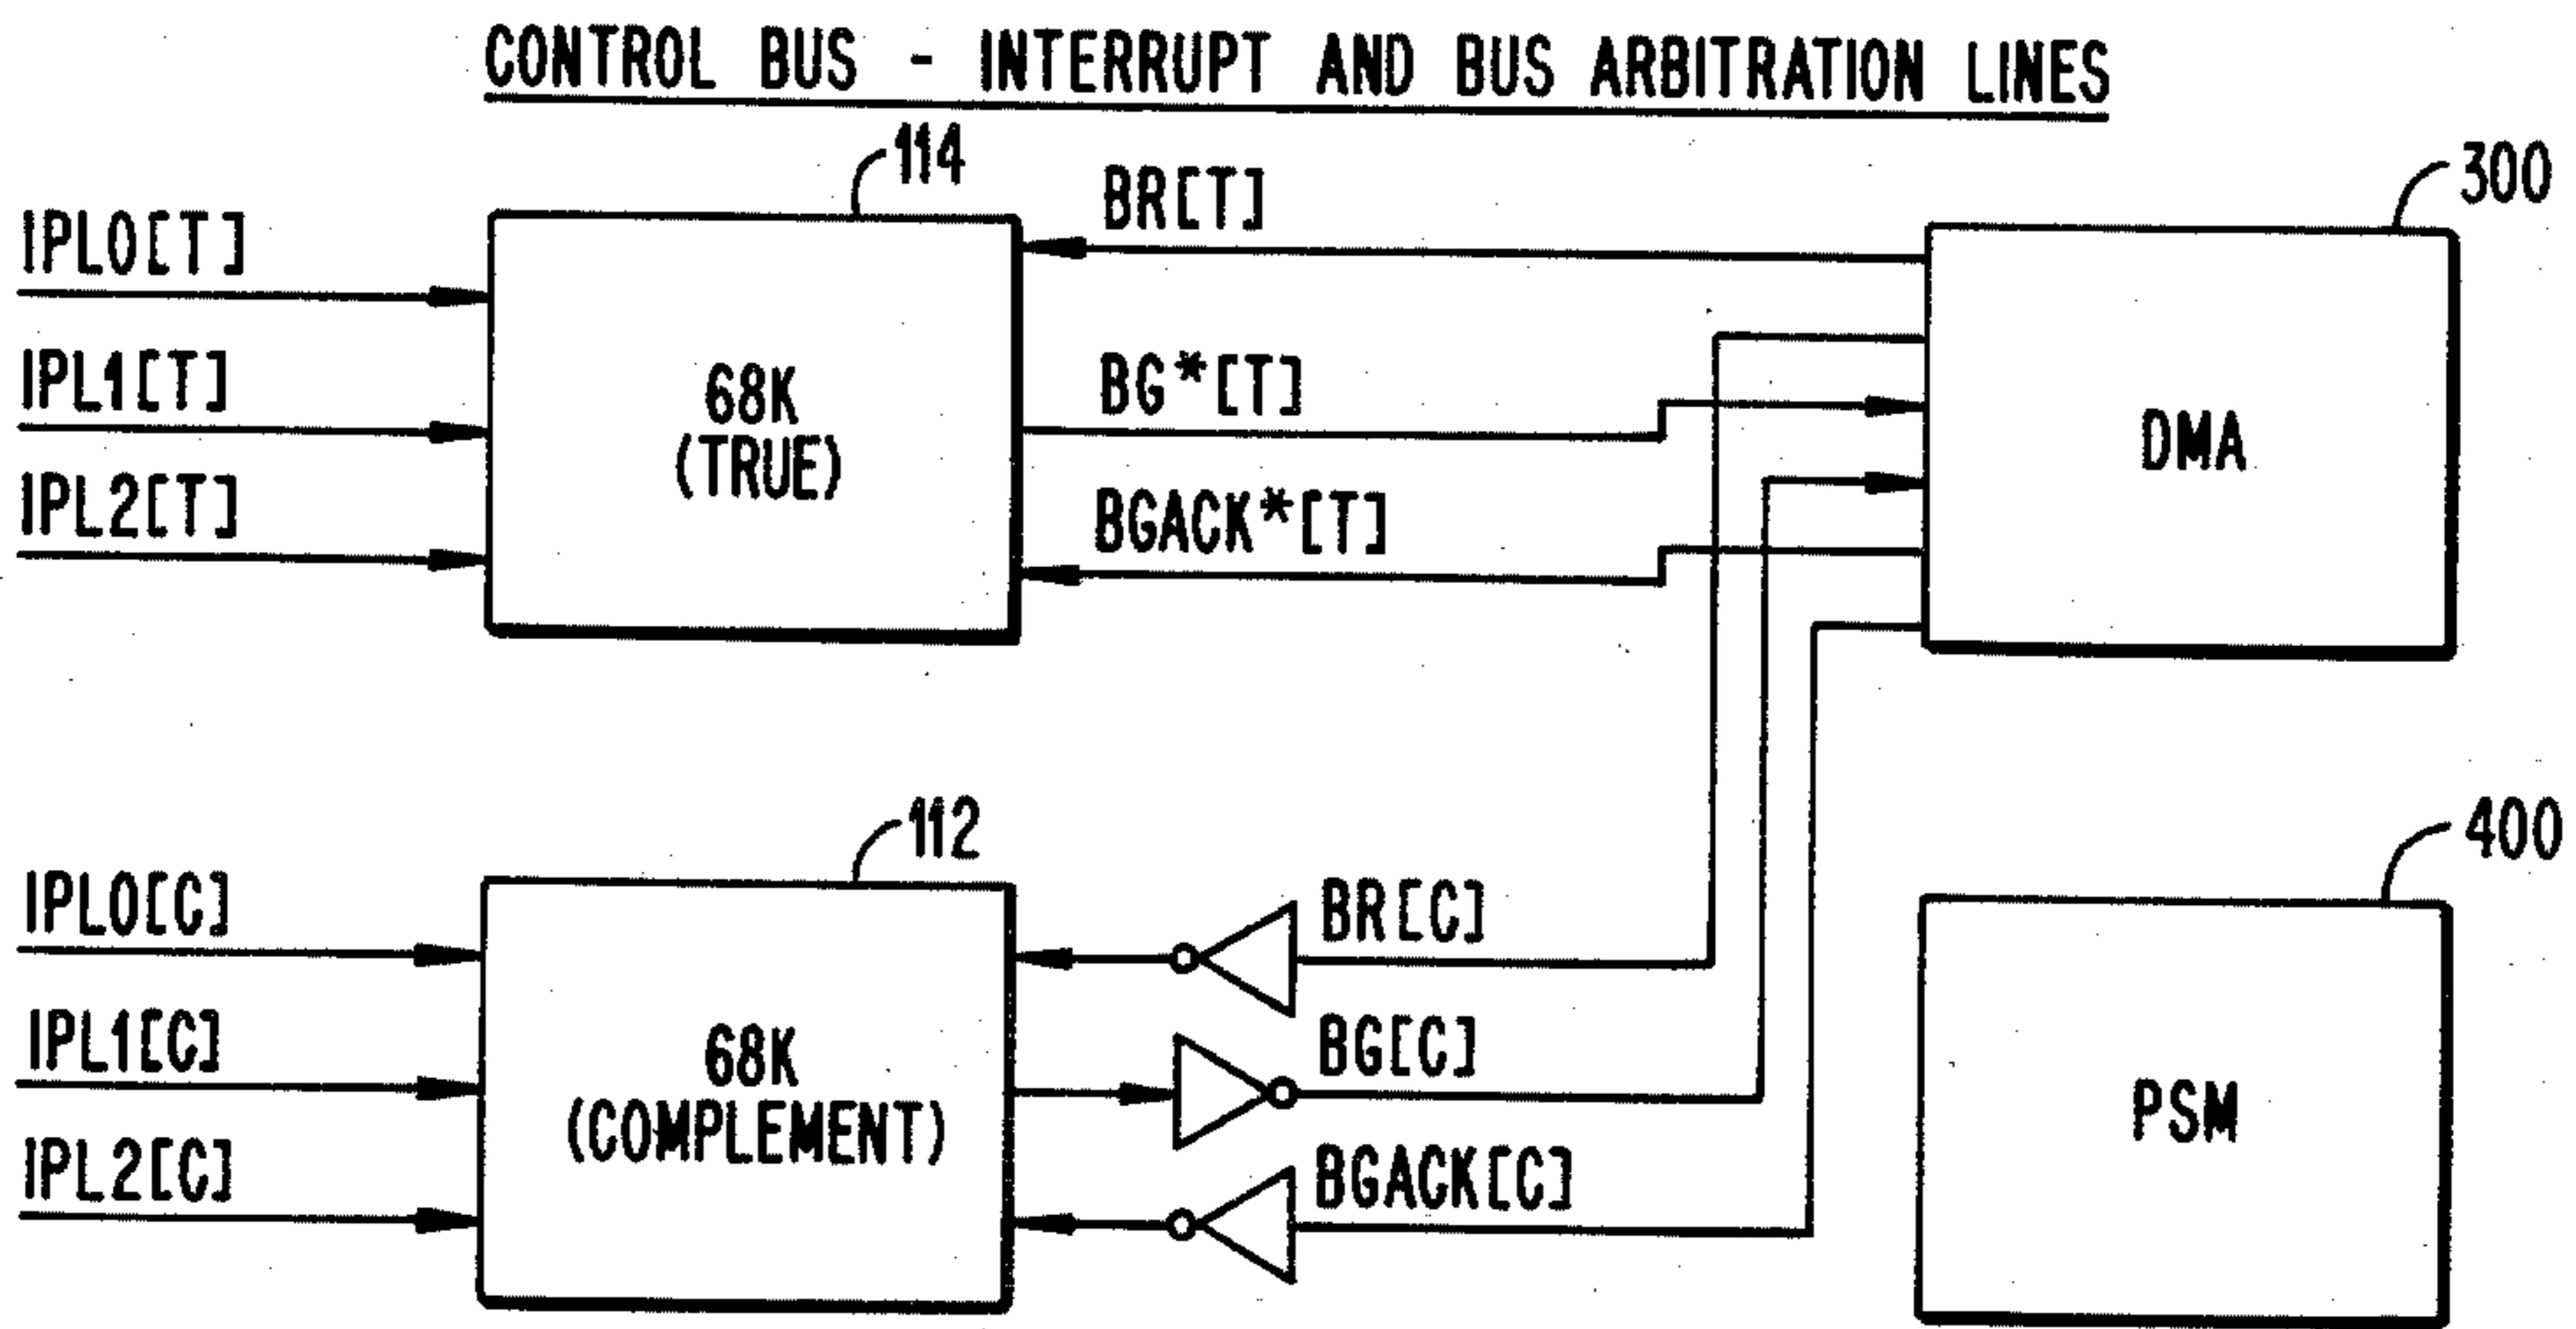 CONTROL BUS - INTERRUPT AND BUS ARBITRATION LINES
114
300
BR[T]
IPL0[T]
IPL1[T]
IPL2[T]
68K
(TRUE)
BG*[T]
BGACK*[T]
DMA
112
400
IPL0[C]
IPL1[C]
IPL2[C]
68K
(COMPLEMENT)
BR[C]
BG[C]
BGACK[C]
PSM